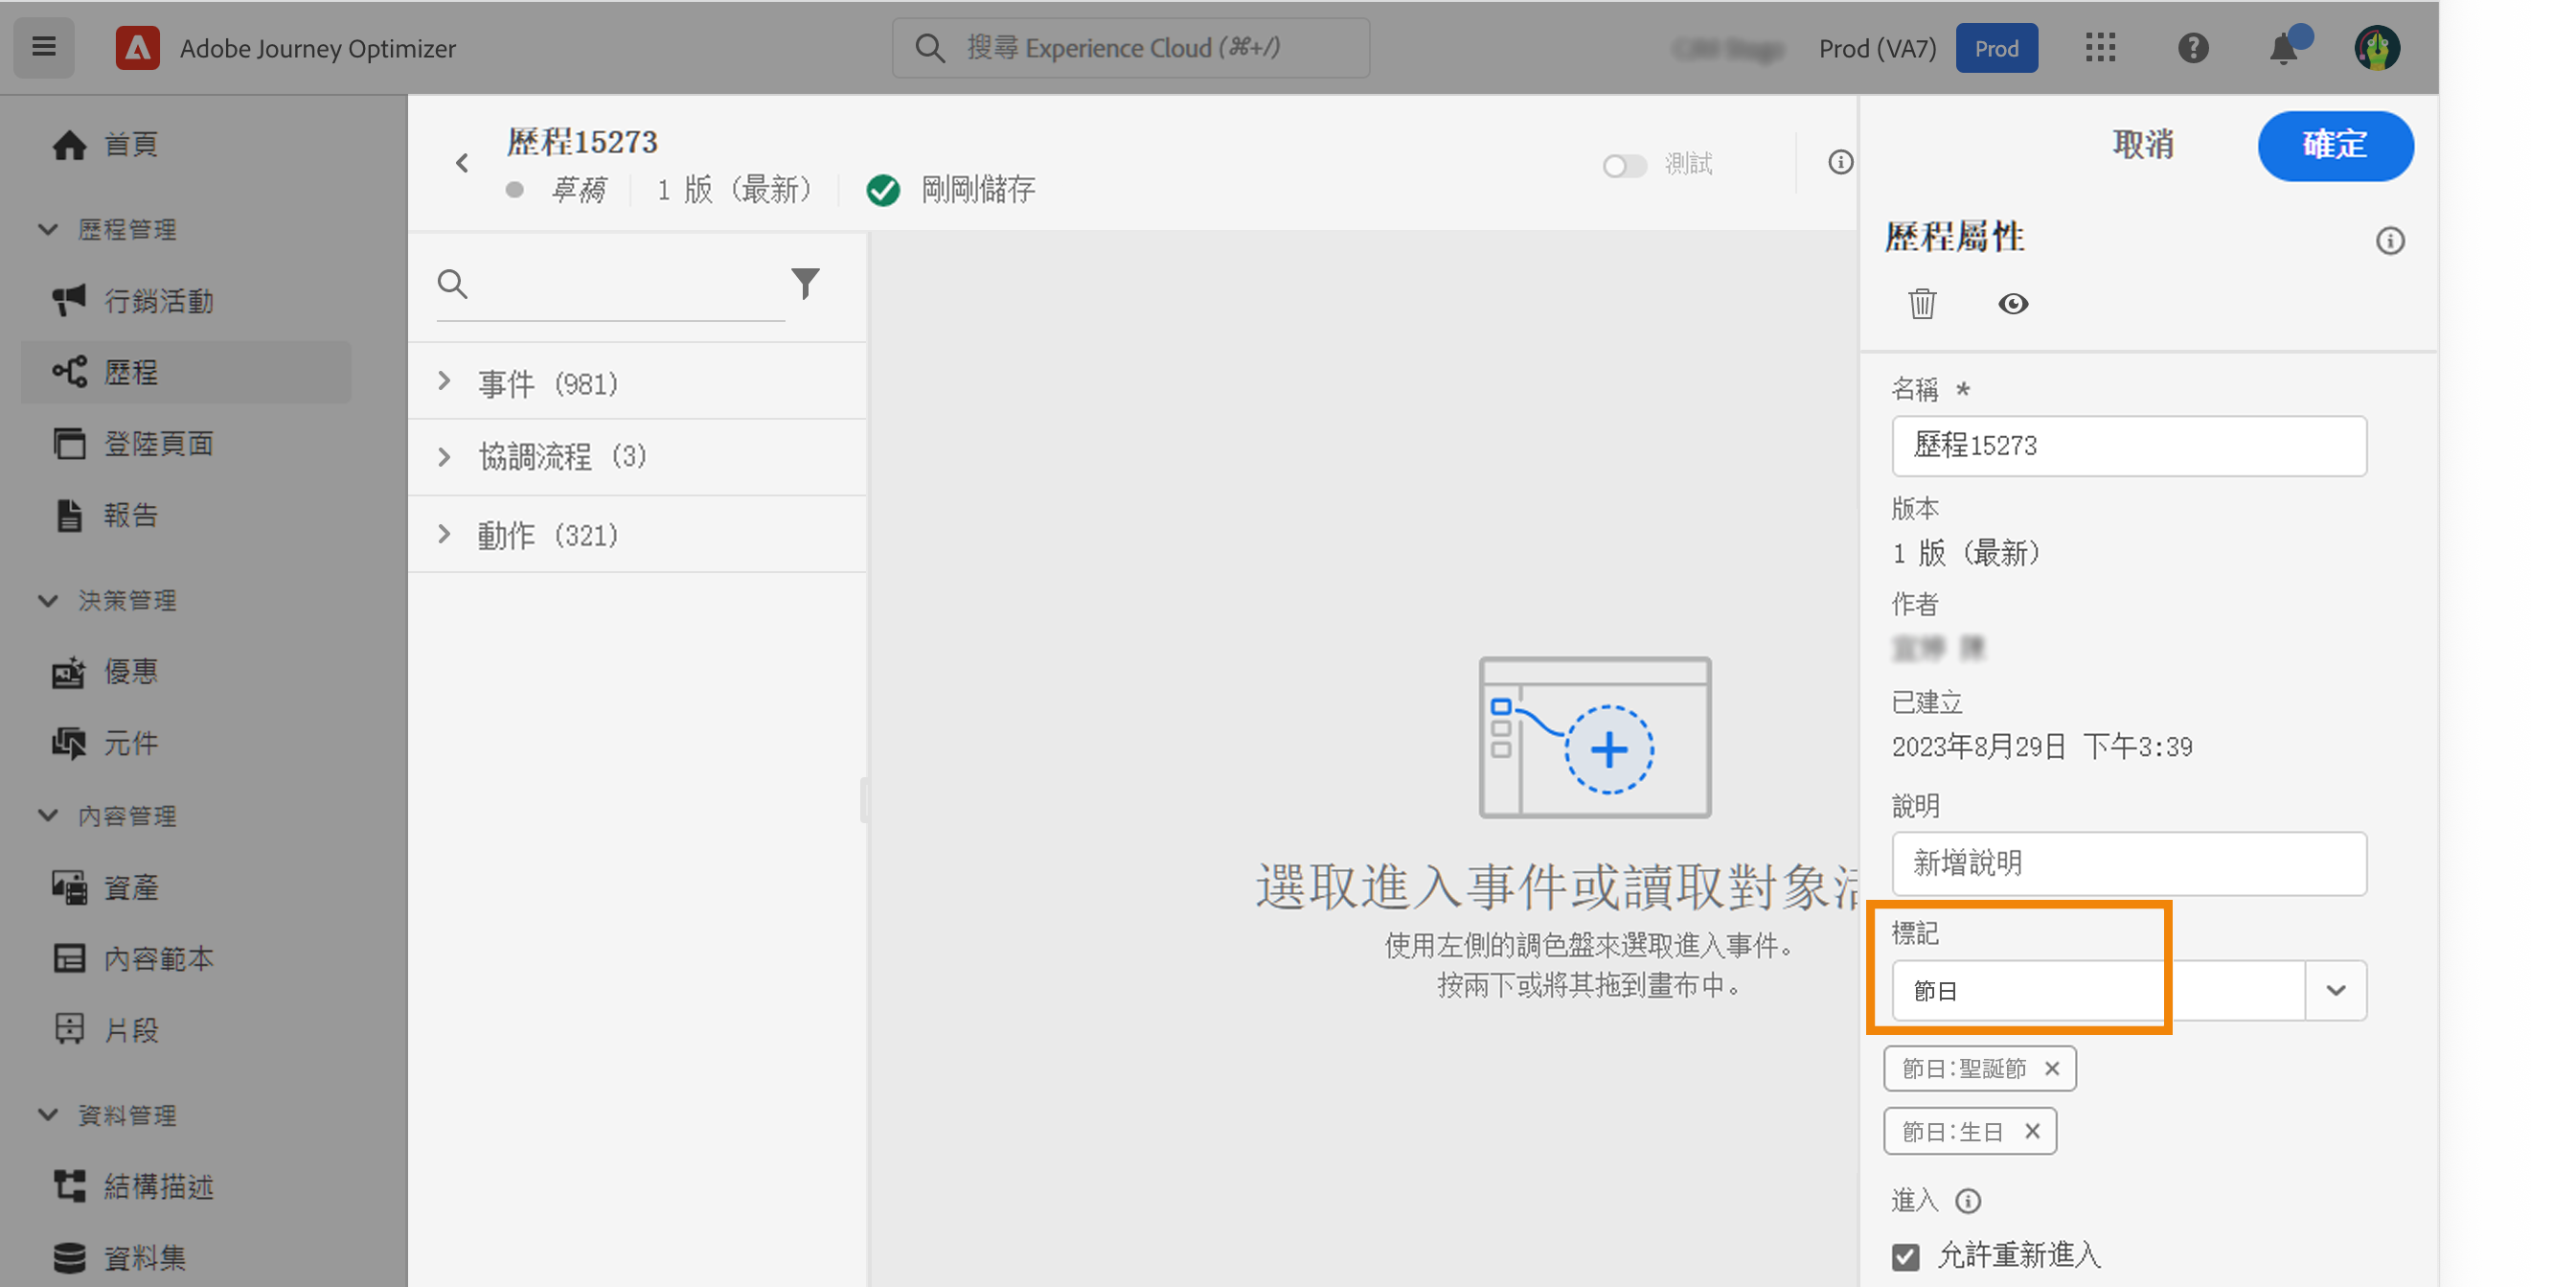 Adobe Journey Optimizer
搜尋 Experience Cloud (⌘+/)
Prod (VA7)
Prod
首頁
歷程管理
行銷活動
歷程
登陸頁面
報告
決策管理
優惠
元件
內容管理
資產
內容範本
片段
資料管理
結構描述
資料集
歷程15273
草稿
1 版（最新）
剛剛儲存
測試
事件 (981)
協調流程 (3)
動作 (321)
選取進入事件或讀取對象活
使用左側的調色盤來選取進入事件。
按兩下或將其拖到畫布中。
取消
確定
歷程屬性
名稱 *
歷程15273
版本
1 版（最新）
作者
已建立
2023年8月29日 下午3:39
說明
新增說明
標記
節日
節日:聖誕節
節日:生日
進入
允許重新進入